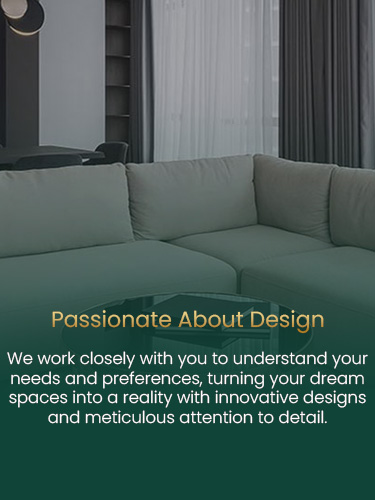 Passionate About Design
We work closely with you to understand your
needs and preferences, turning your dream
spaces into a reality with innovative designs
and meticulous attention to detail.